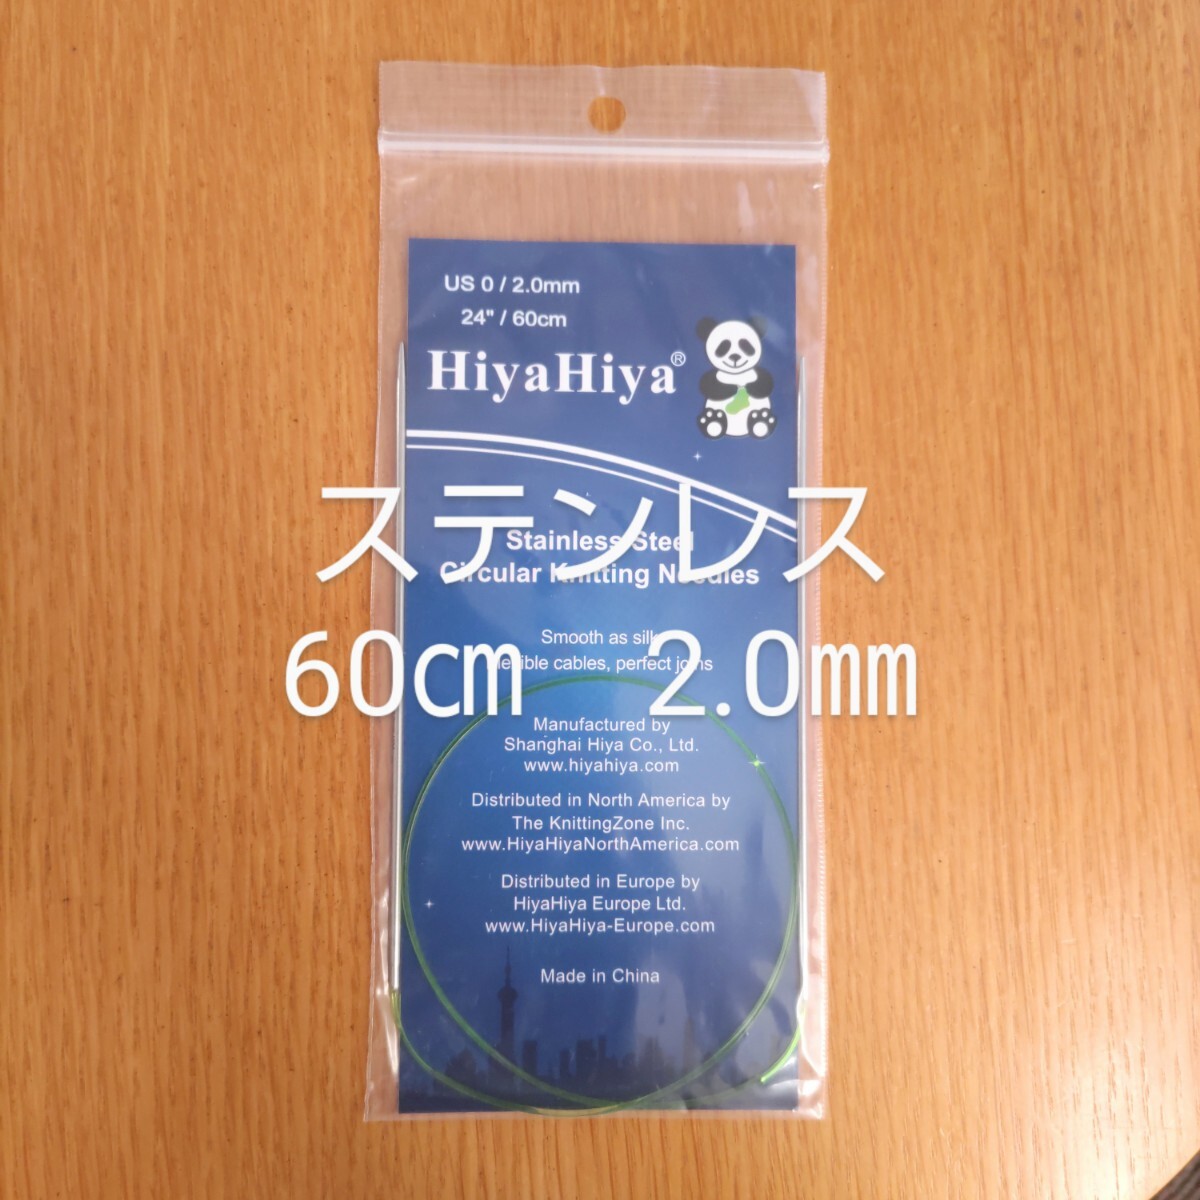 US 0 / 2.0mm
24" / 60cm
HiyaHiya®
ステンレス
Stainless Steel
Circular Knitting Needles
Smooth as silk
60㎝ 2.0㎜
flexible cables, perfect joins
Manufactured by
Shanghai Hiya Co., Ltd.
www.hiyahiya.com
Distributed in North America by
The KnittingZone Inc.
www.HiyaHiyaNorthAmerica.com
Distributed in Europe by
HiyaHiya Europe Ltd.
www.HiyaHiya-Europe.com
Made in China